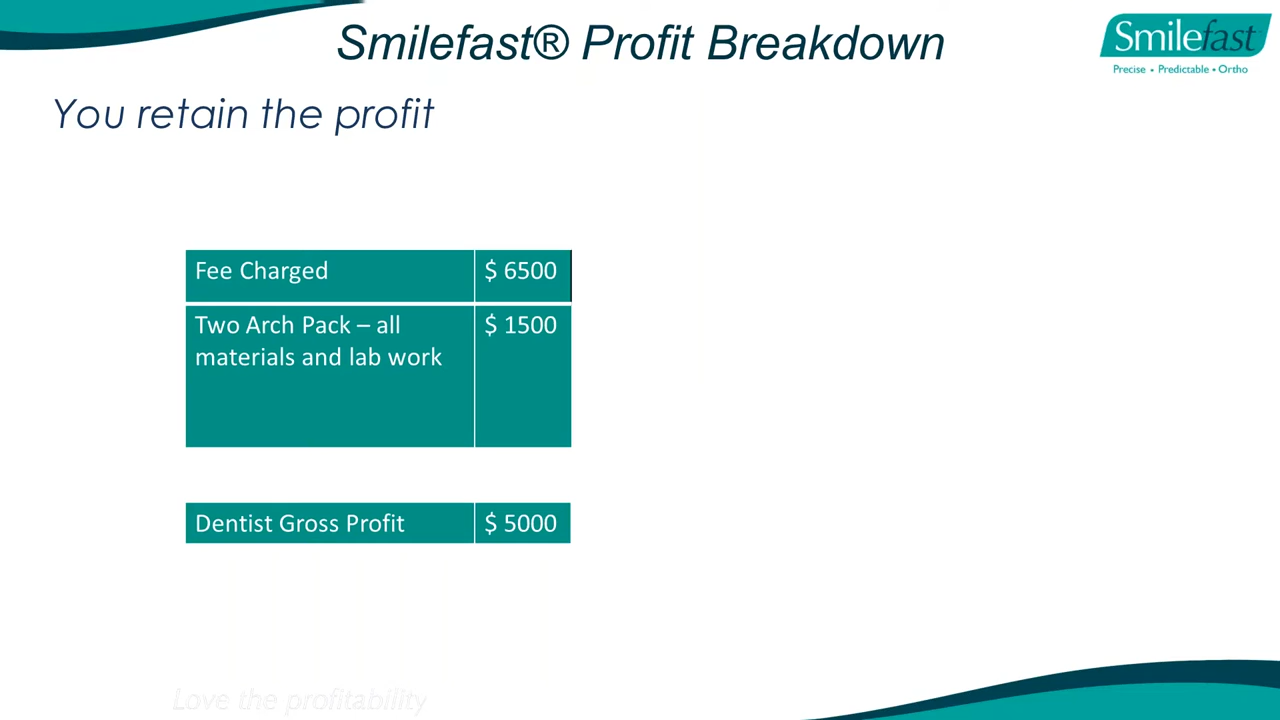 Smilefast® Profit Breakdown
Smilefast
Precise • Predictable • Ortho
You retain the profit
Fee Charged $ 6500
Two Arch Pack – all $ 1500
materials and lab work
Dentist Gross Profit $ 5000
Love the profitability